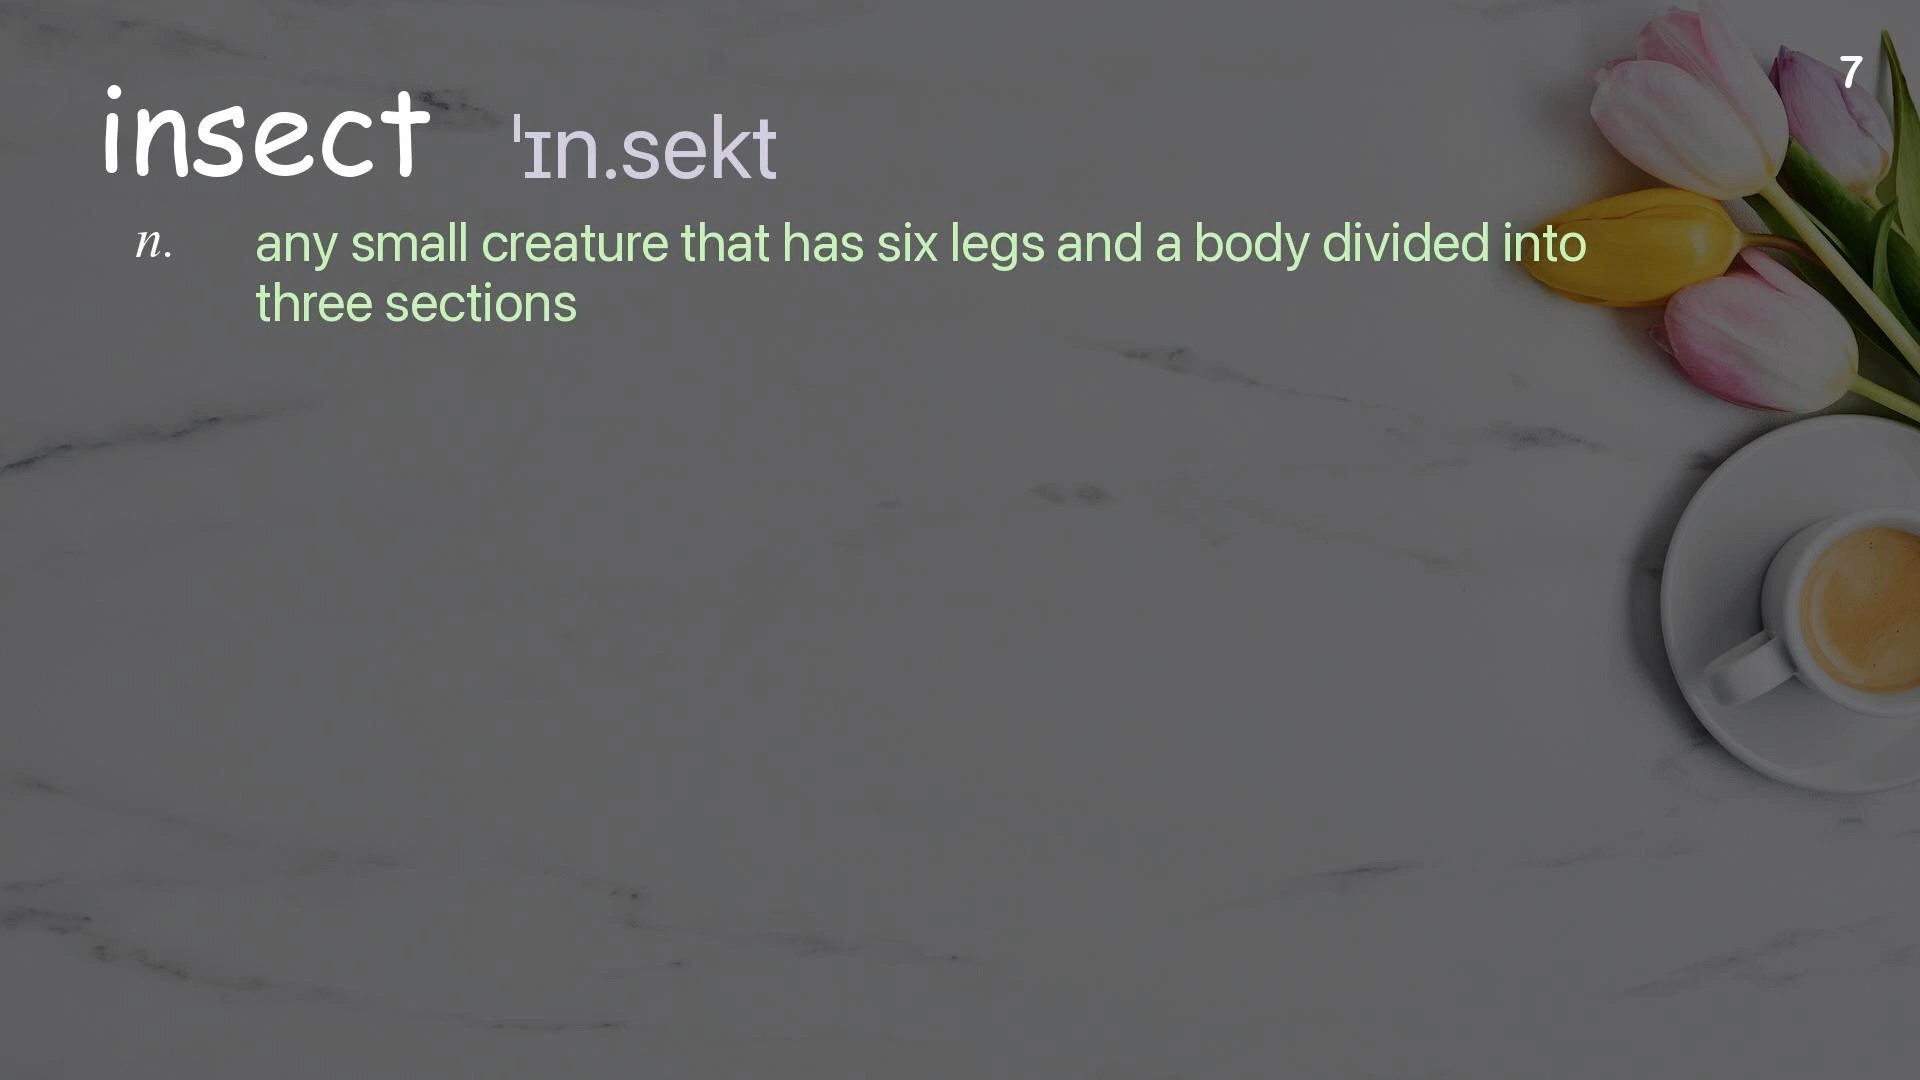 7
insect ˈɪn.sekt
n. any small creature that has six legs and a body divided into
three sections